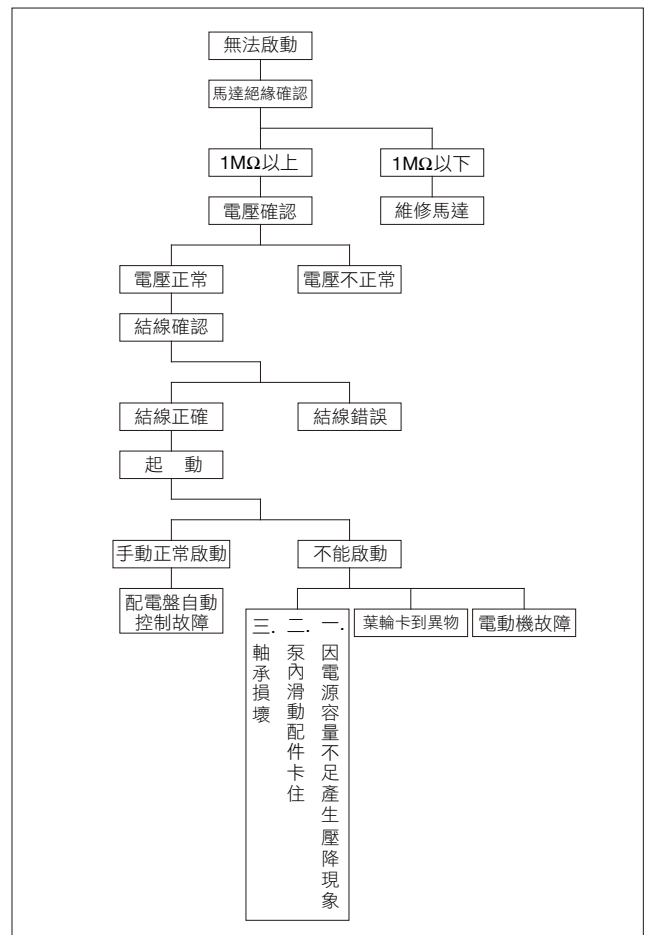 無法啟動
馬達絕緣確認
1MΩ以上
1MΩ以下
電壓確認
維修馬達
電壓正常
電壓不正常
結線確認
結線正確
結線錯誤
起 動
手動正常啟動
不能啟動
配電盤自動
控制故障
一.因電源容量不足產生壓降現象
二.泵內滑動配件卡住
三.軸承損壞
葉輪卡到異物
電動機故障